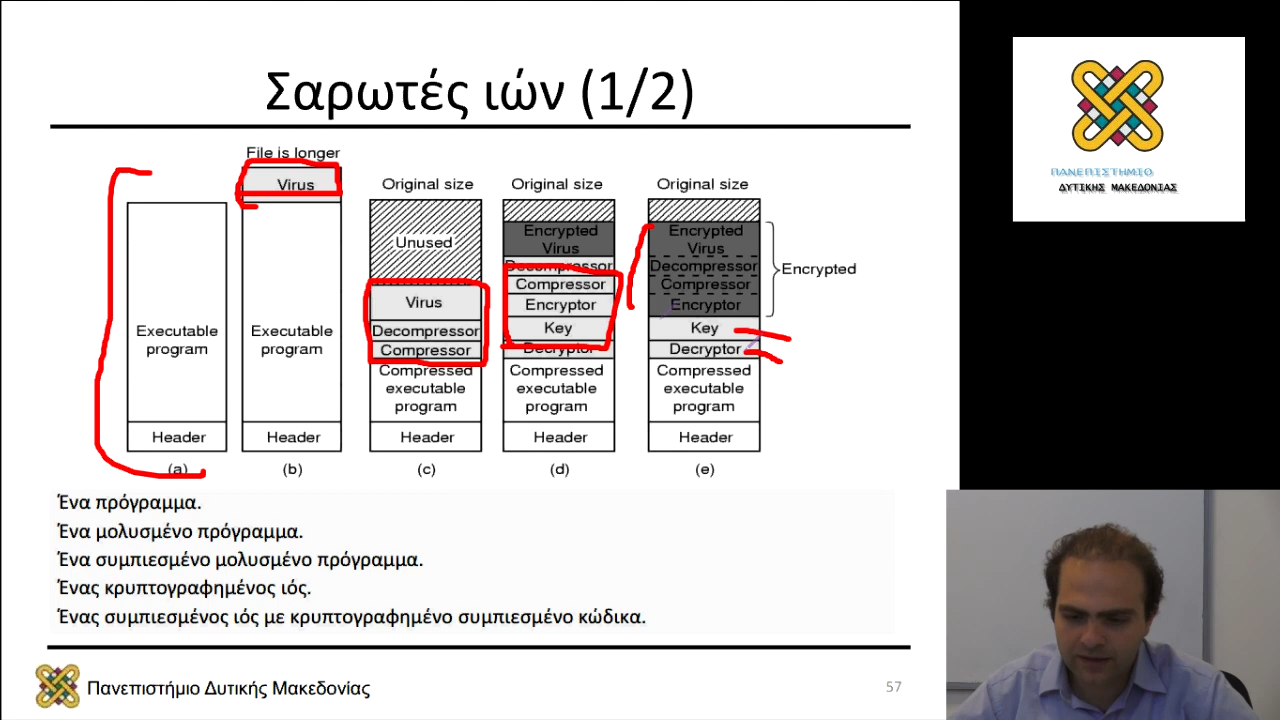 Σαρωτές ιών (1/2)
File is longer
Virus
Executable
program
Header
(a)
Executable
program
Header
(b)
Original size
Unused
Virus
Decompressor
Compressor
Compressed
executable
program
Header
(c)
Original size
Encrypted
Virus
Decompressor
Compressor
Encryptor
Key
Decryptor
Compressed
executable
program
Header
(d)
Original size
Encrypted
Virus
Decompressor
Compressor
Encryptor
Key
Decryptor
Compressed
executable
program
Header
(e)
Encrypted
Ένα πρόγραμμα.
Ένα μολυσμένο πρόγραμμα.
Ένα συμπιεσμένο μολυσμένο πρόγραμμα.
Ένας κρυπτογραφημένος ιός.
Ένας συμπιεσμένος ιός με κρυπτογραφημένο συμπιεσμένο κώδικα.
Πανεπιστήμιο Δυτικής Μακεδονίας
57
ΠΑΝΕΠΙΣΤΗΜΙΟ
ΔΥΤΙΚΗΣ ΜΑΚΕΔΟΝΙΑΣ